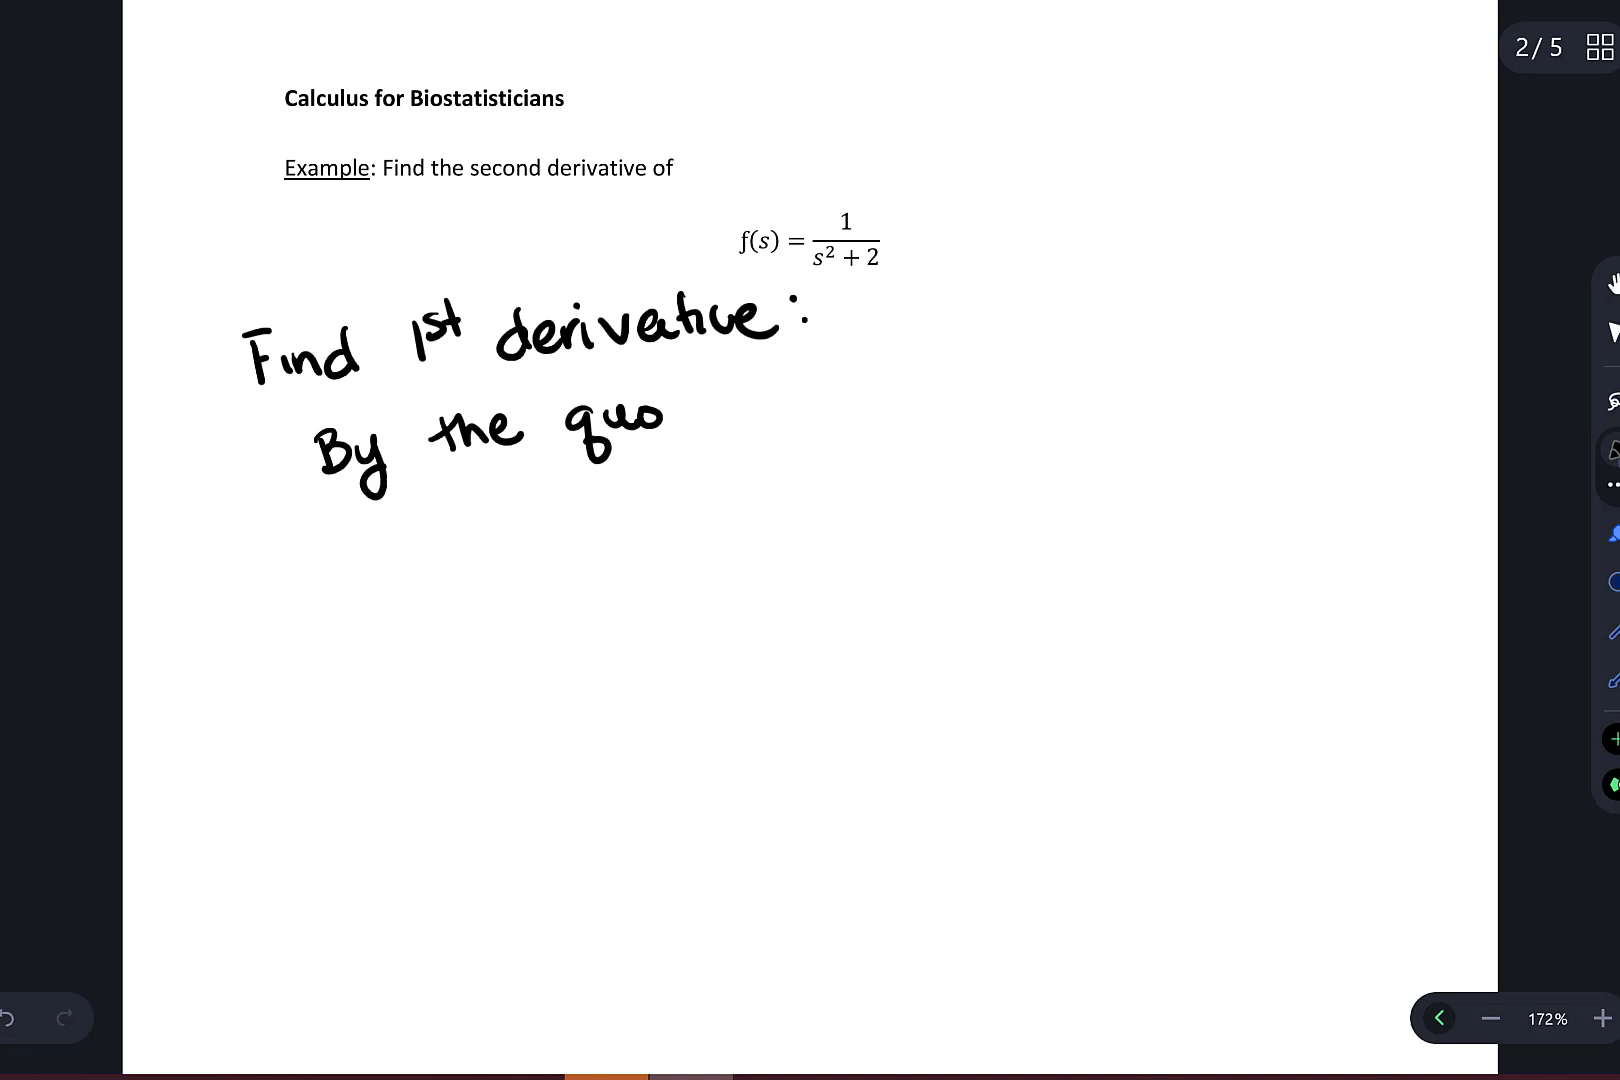 2/5
Calculus for Biostatisticians
Example: Find the second derivative of
f(s) = 1/(s² + 2)
Find 1st derivative:
By the quo
172%